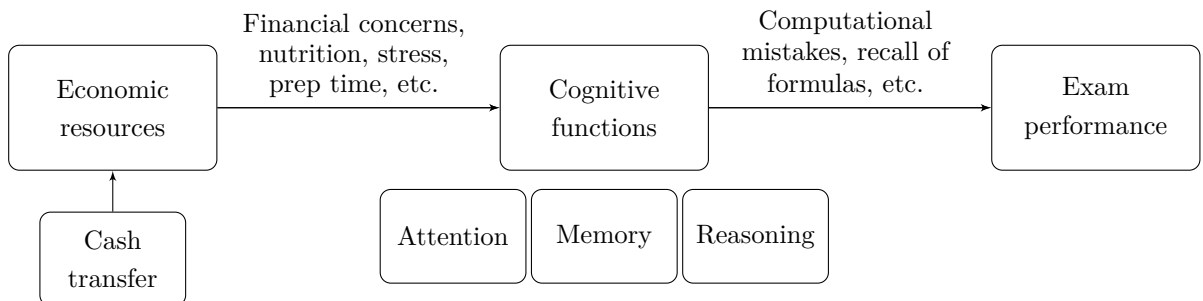 Financial concerns,
nutrition, stress,
prep time, etc.
Computational
mistakes, recall of
formulas, etc.
Economic
resources
Cognitive
functions
Exam
performance
Cash
transfer
Attention
Memory
Reasoning